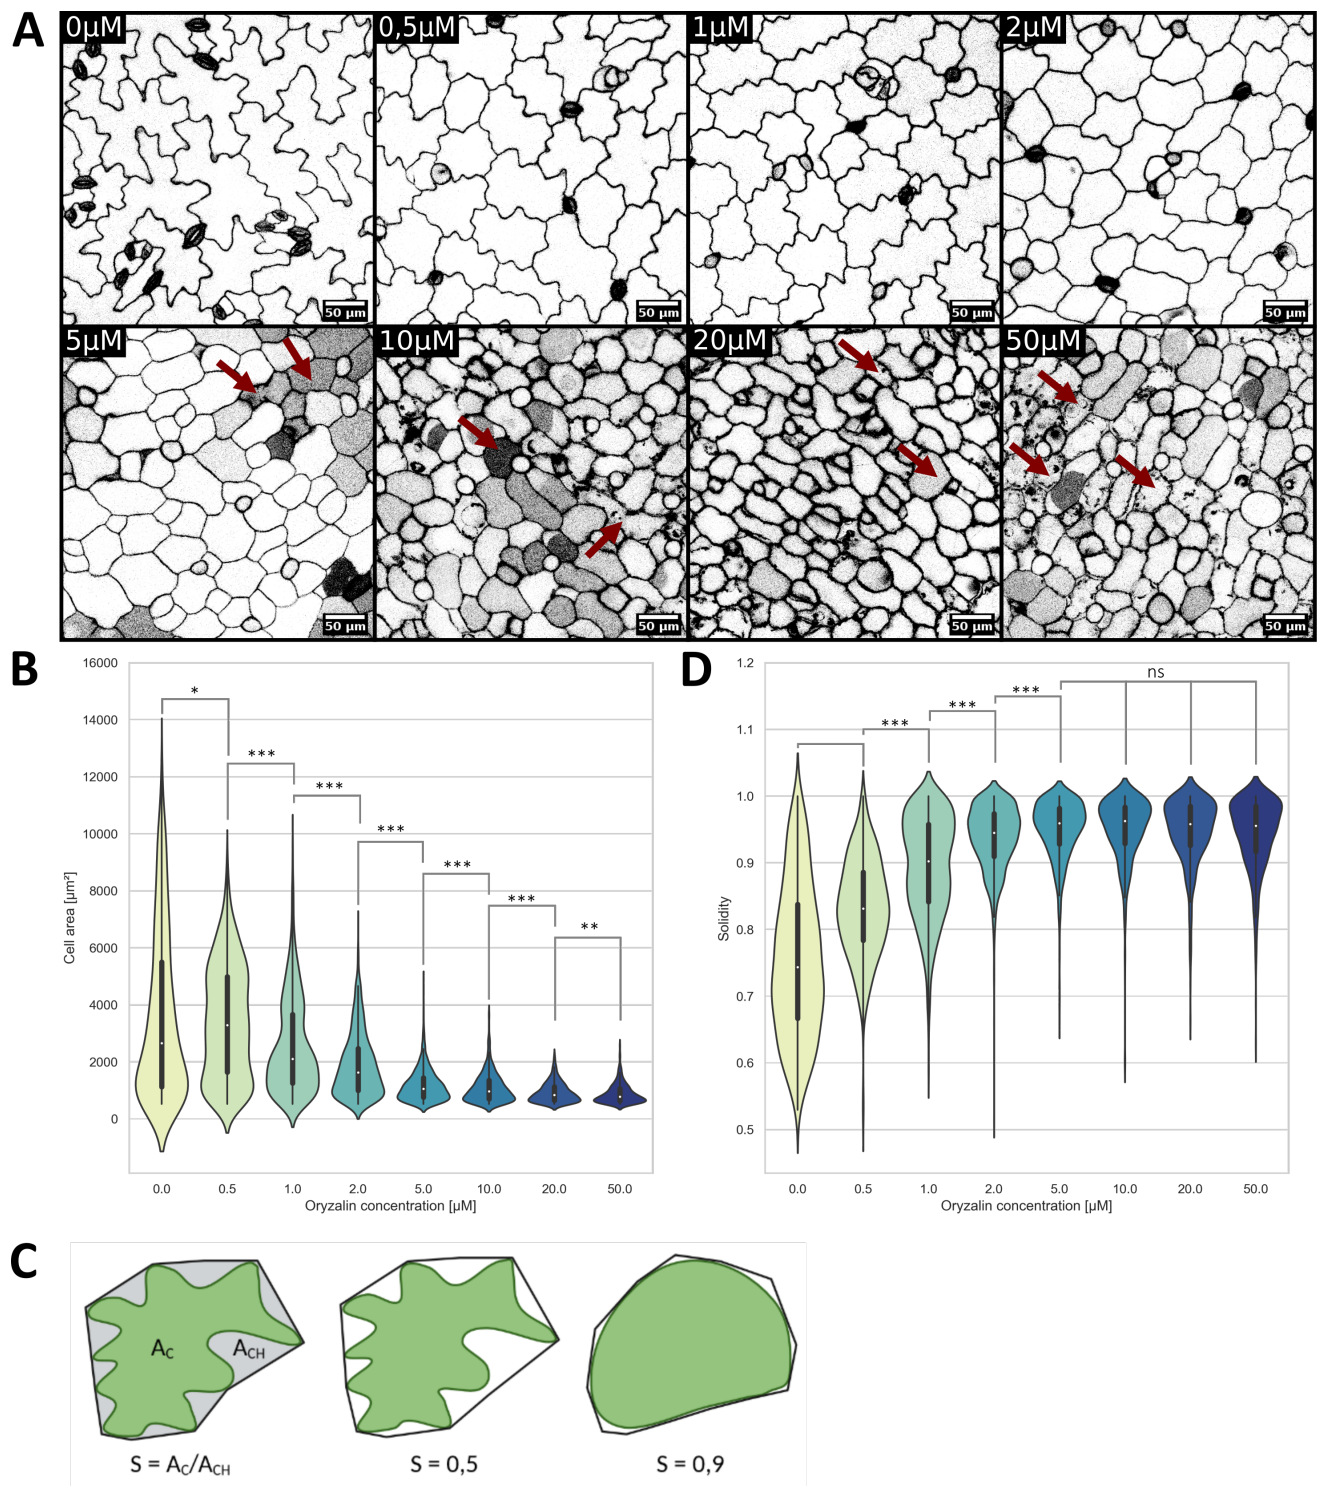 A
0µM
0,5µM
1µM
2µM
50 µm
50 µm
50 µm
50 µm
5µM
10µM
20µM
50µM
50 µm
50 µm
50 µm
50 µm
B
16000
14000
12000
10000
8000
6000
4000
2000
0
Cell area [µm²]
*
***
***
***
***
***
**
0.0 0.5 1.0 2.0 5.0 10.0 20.0 50.0
Oryzalin concentration [µM]
D
1.2
1.1
1.0
0.9
0.8
0.7
0.6
0.5
Solidity
***
***
***
ns
0.0 0.5 1.0 2.0 5.0 10.0 20.0 50.0
Oryzalin concentration [µM]
C
A_C
A_CH
S = A_C/A_CH
S = 0,5
S = 0,9